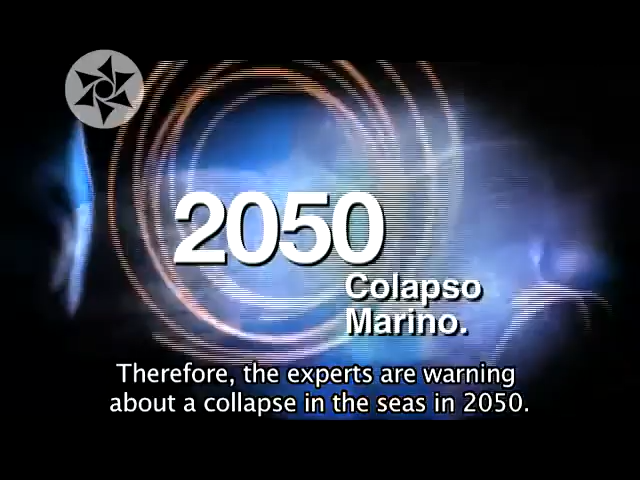 2050
Colapso
Marino.
Therefore, the experts are warning
about a collapse in the seas in 2050.